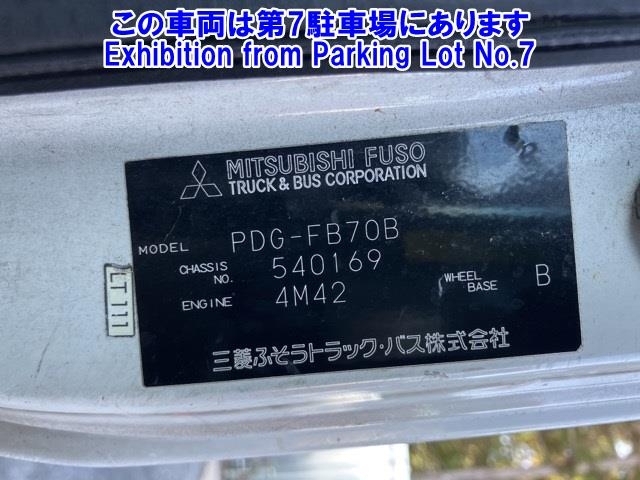 この車両は第7駐車場にあります
Exhibition from Parking Lot No.7
MITSUBISHI FUSO
TRUCK & BUS CORPORATION
MODEL PDG-FB70B
CHASSIS NO. 540169
ENGINE 4M42 WHEEL BASE B
三菱ふそうトラック・バス株式会社
LT 111